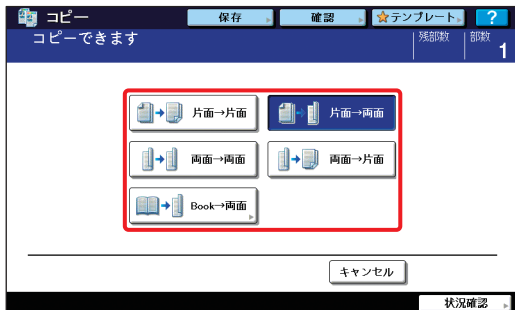 コピー 保存 確認 テンプレート ?
コピーできます 残部数 部数
1
片面→片面 片面→両面
両面→両面 両面→片面
Book→両面
キャンセル
状況確認